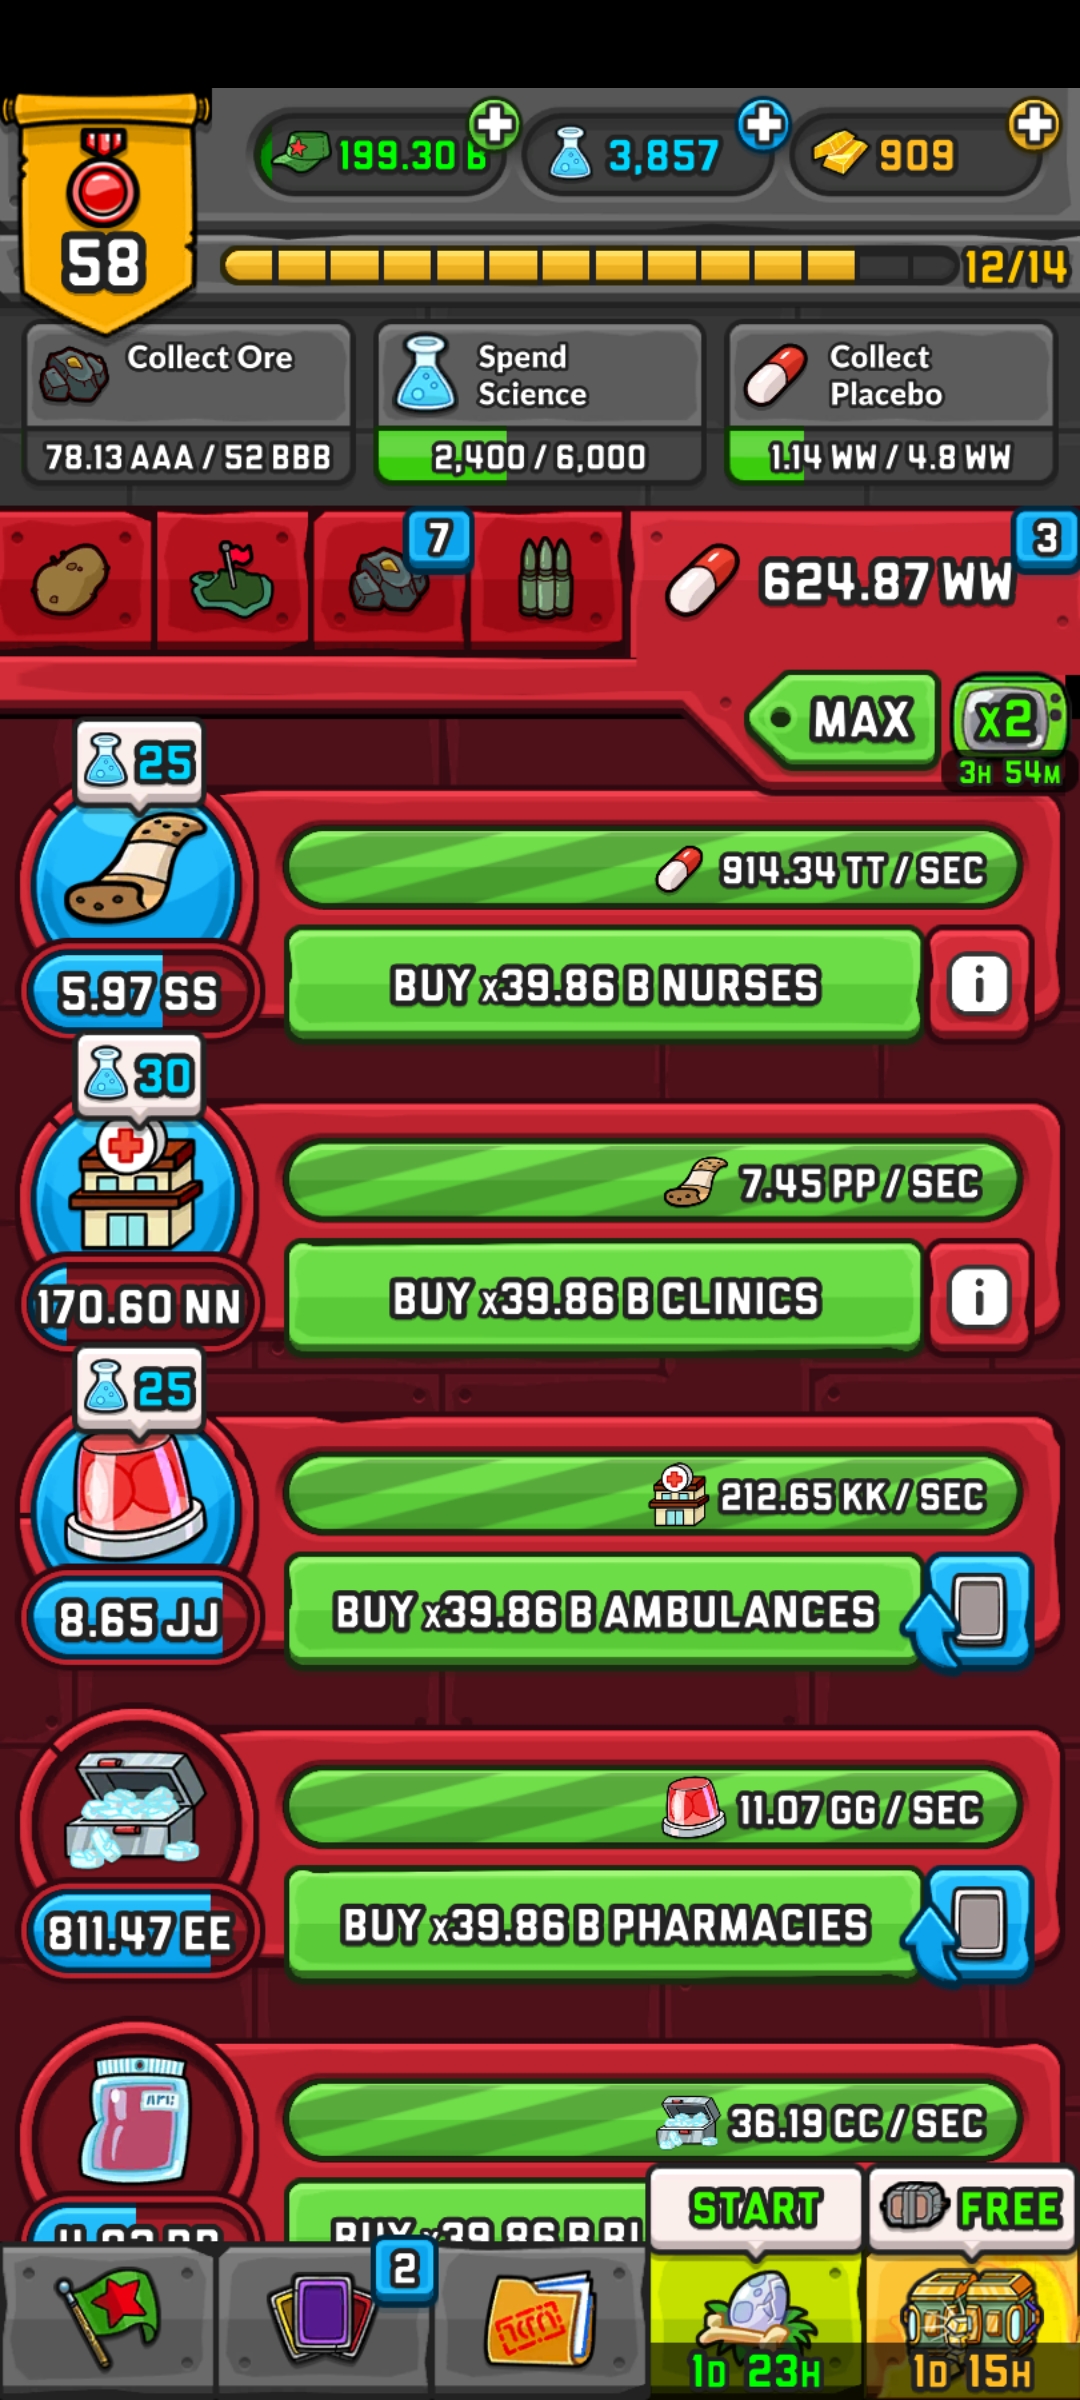 58
199.30 B
3,857
909
12/14
Collect Ore
78.13 AAA / 52 BBB
Spend
Science
2,400 / 6,000
Collect
Placebo
1.14 WW / 4.8 WW
7
3
624.87 WW
MAX
x2
3H 54M
25
914.34 TT / SEC
5.97 SS
BUY x39.86 B NURSES
i
30
7.45 PP / SEC
170.60 NN
BUY x39.86 B CLINICS
i
25
212.65 KK / SEC
8.65 JJ
BUY x39.86 B AMBULANCES
11.07 GG / SEC
811.47 EE
BUY x39.86 B PHARMACIES
36.19 CC / SEC
BUY x39.86 B
START
FREE
2
1D 23H
1D 15H